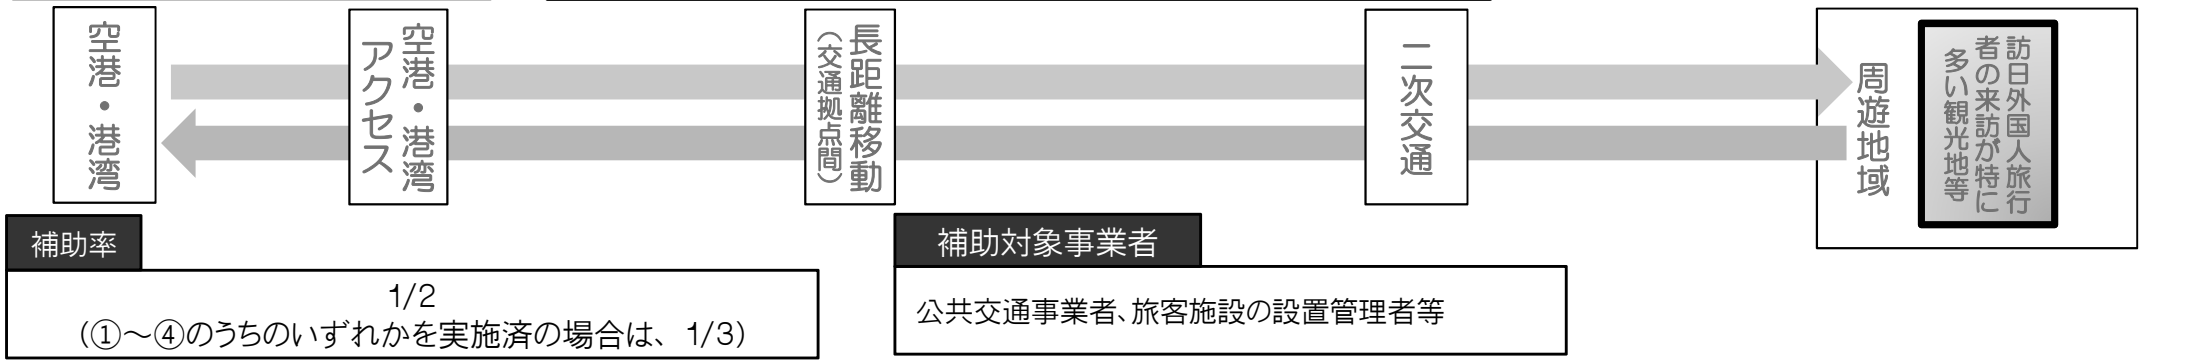 空港・港湾
空港・港湾
アクセス
長距離移動
（交通拠点間）
二次交通
周遊地域
訪日外国人旅行
者の来訪が特に
多い観光地等
補助率
1/2
（①～④のうちのいずれかを実施済の場合は、1/3）
補助対象事業者
公共交通事業者、旅客施設の設置管理者等